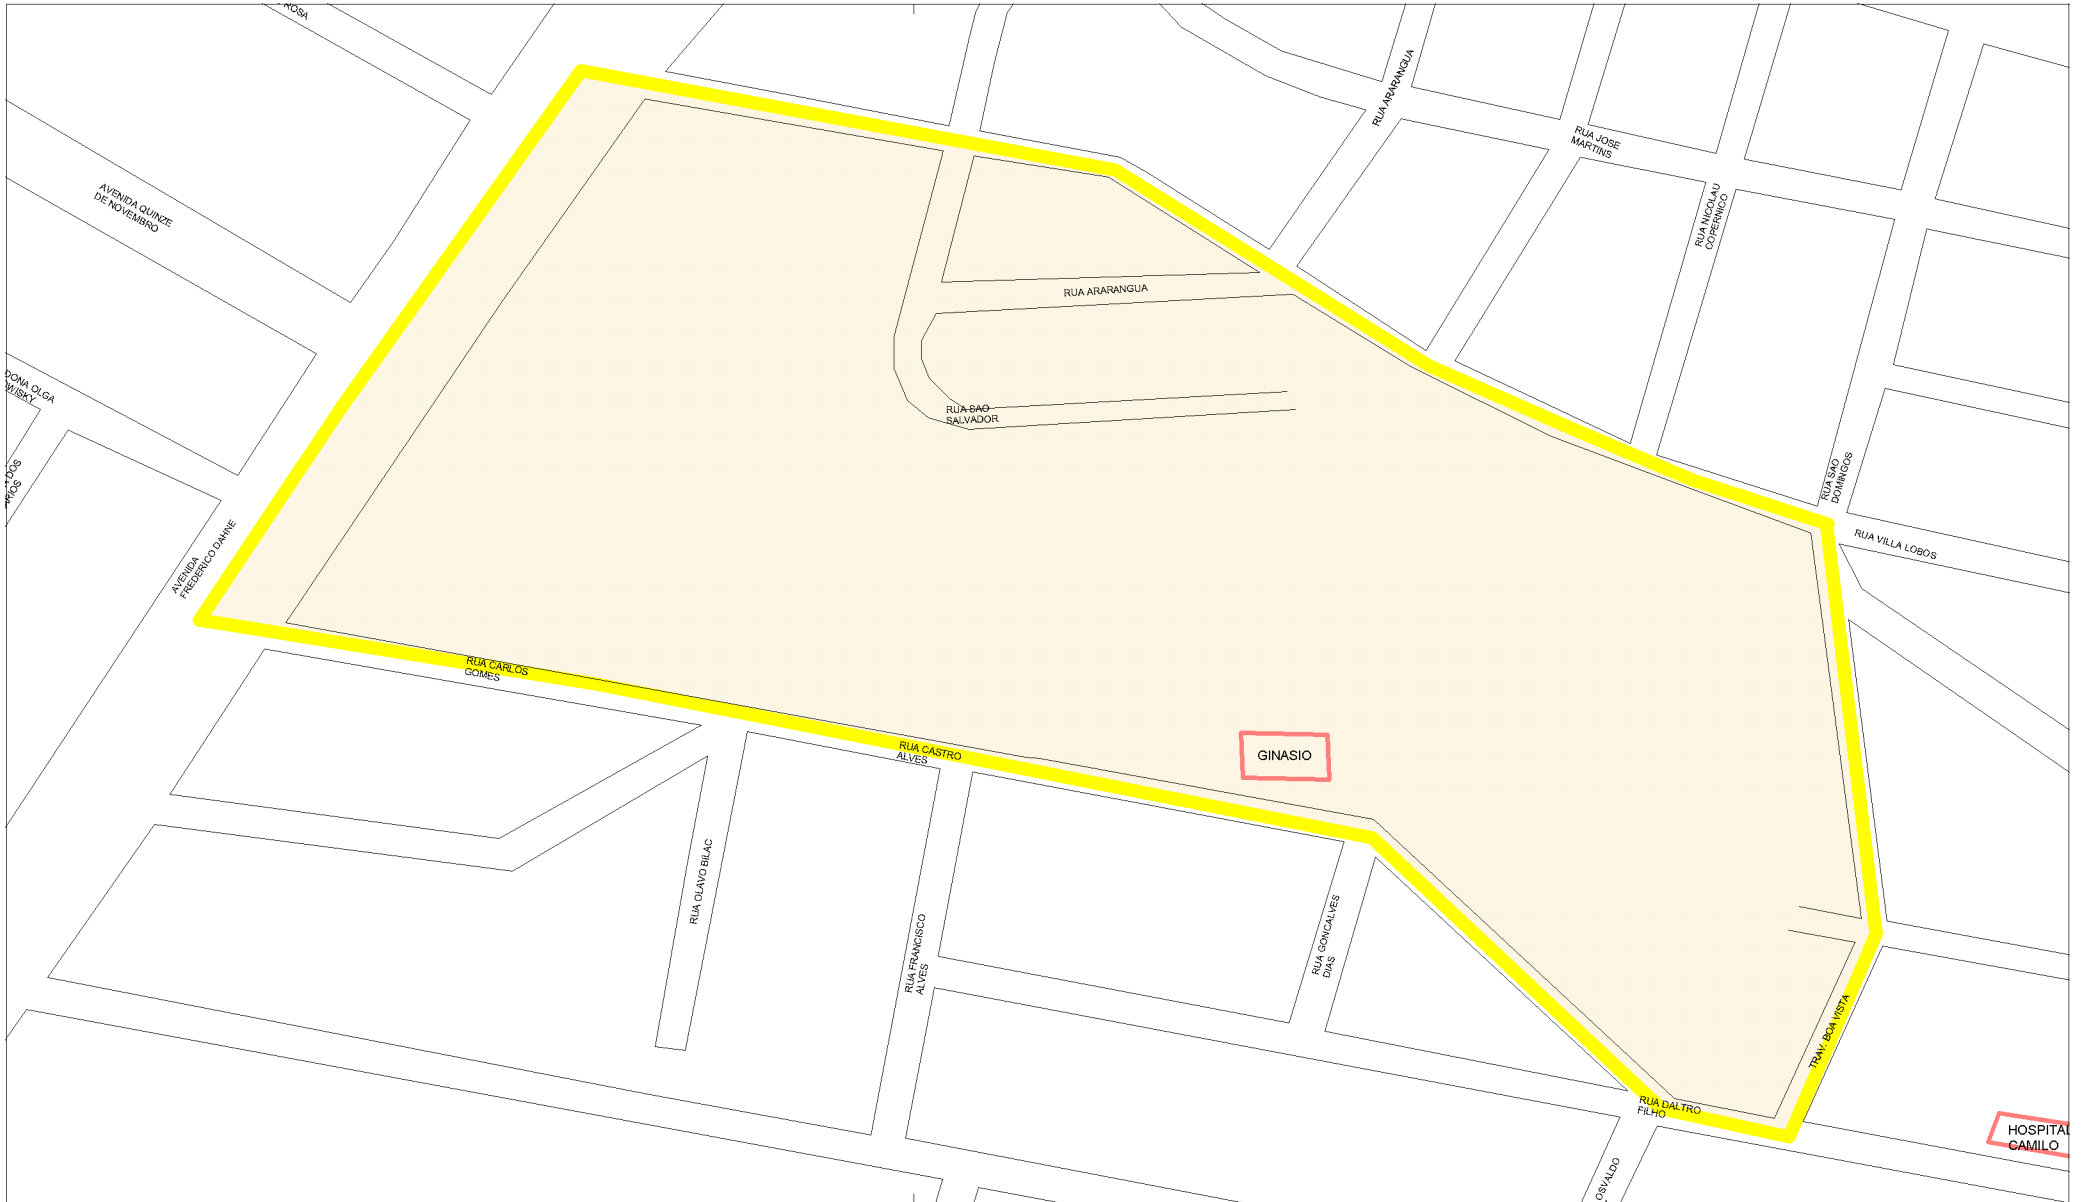 ROSA
RUA ARARANGUA
RUA JOSE
MARTINS
AVENIDA QUINZE
DE NOVEMBRO
RUA NICOLAU
COPERNICO
RUA ARARANGUA
DONA OLGA
RUA SAO
SALVADOR
DOS
RUA SAO
DOMINGOS
AVENIDA
FREDERICO DAHNE
RUA VILLA LOBOS
RUA CARLOS
GOMES
RUA CASTRO
ALVES
GINASIO
RUA OLAVO BILAC
RUA FRANCISCO
ALVES
RUA GONCALVES
DIAS
TRAV. BOA VISTA
RUA DALTRO
FILHO
HOSPITAL
CAMILO
OSVALDO